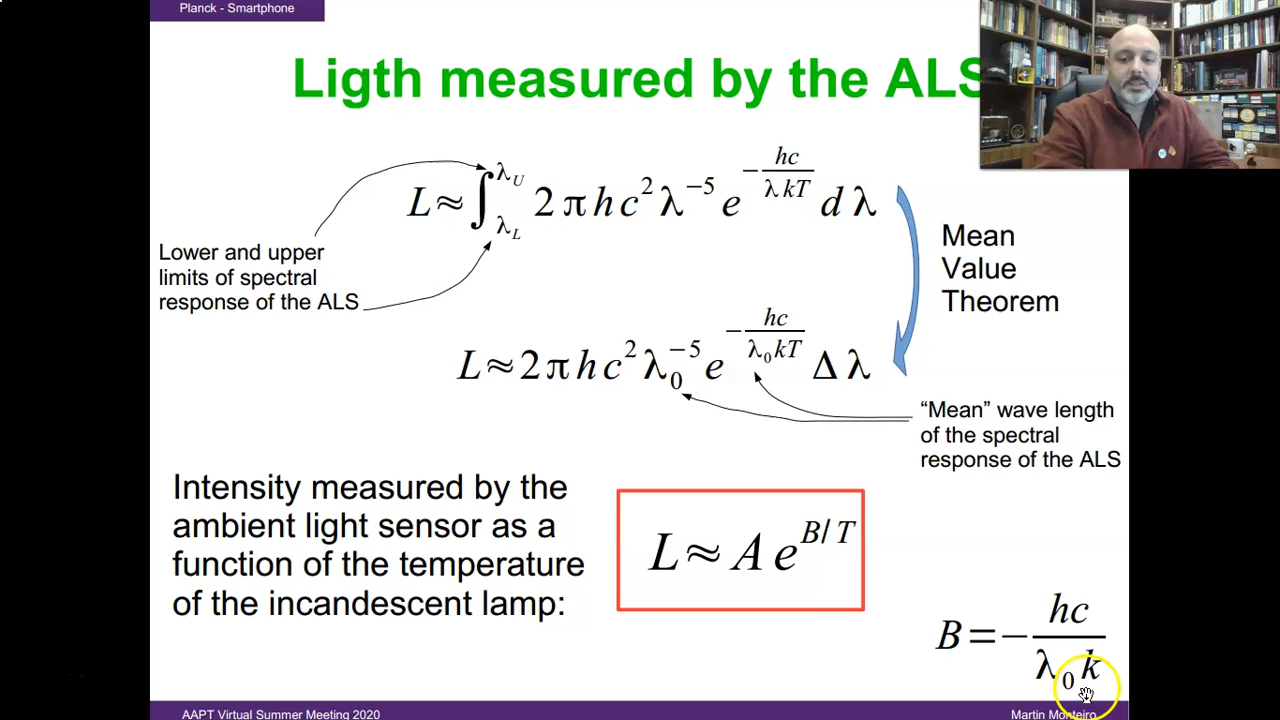 Planck - Smartphone
Ligth measured by the ALS
L≈∫_{λ_L}^{λ_U} 2πhc²λ⁻⁵e^{-hc/(λkT)}dλ
Lower and upper
limits of spectral
response of the ALS
Mean
Value
Theorem
L≈2πhc²λ₀⁻⁵e^{-hc/(λ₀kT)}Δλ
“Mean” wave length
of the spectral
response of the ALS
Intensity measured by the
ambient light sensor as a
function of the temperature
of the incandescent lamp:
L≈Ae^{B/T}
B=-hc/(λ₀k)
AAPT Virtual Summer Meeting 2020
Martin Monteiro